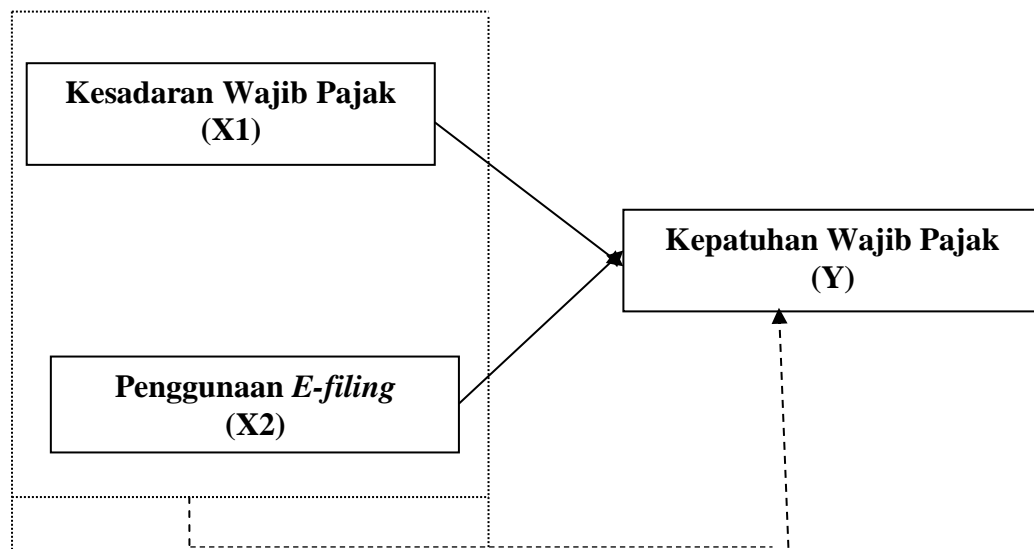 Kesadaran Wajib Pajak
(X1)
Kepatuhan Wajib Pajak
(Y)
Penggunaan E-filing
(X2)